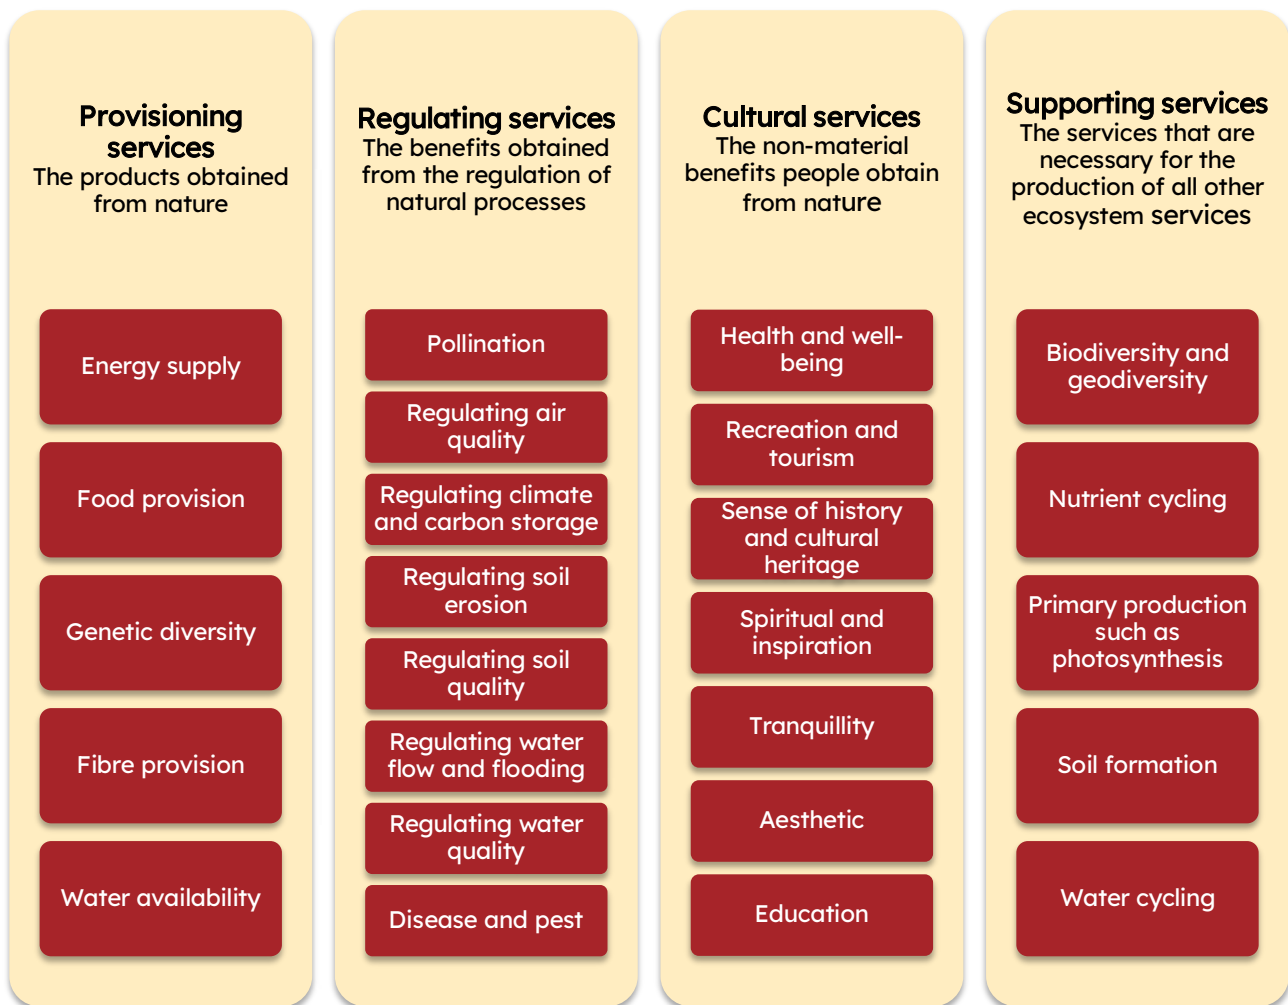 Provisioning
services
The products obtained
from nature
Energy supply
Food provision
Genetic diversity
Fibre provision
Water availability
Regulating services
The benefits obtained
from the regulation of
natural processes
Pollination
Regulating air
quality
Regulating climate
and carbon storage
Regulating soil
erosion
Regulating soil
quality
Regulating water
flow and flooding
Regulating water
quality
Disease and pest
Cultural services
The non-material
benefits people obtain
from nature
Health and well-
being
Recreation and
tourism
Sense of history
and cultural
heritage
Spiritual and
inspiration
Tranquillity
Aesthetic
Education
Supporting services
The services that are
necessary for the
production of all other
ecosystem services
Biodiversity and
geodiversity
Nutrient cycling
Primary production
such as
photosynthesis
Soil formation
Water cycling